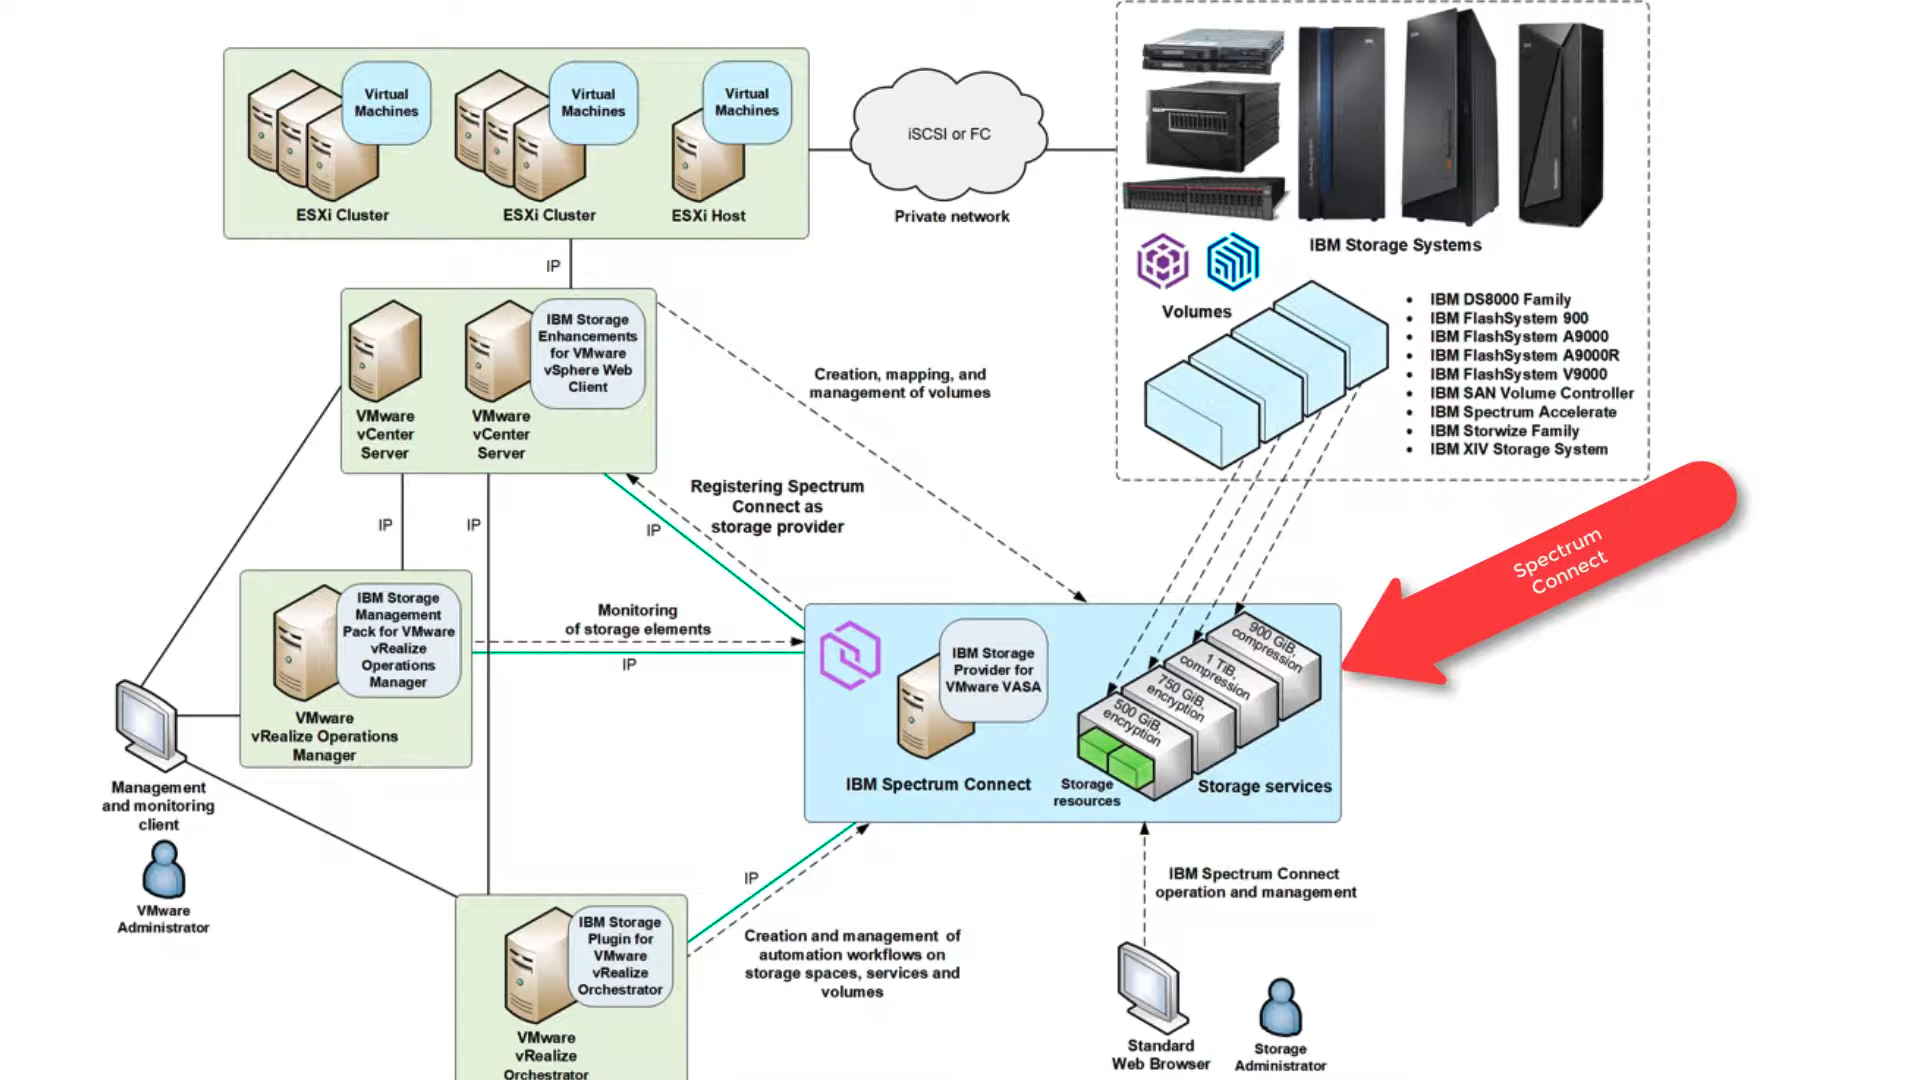 Virtual
Machines
Virtual
Machines
Virtual
Machines
ESXi Cluster
ESXi Cluster
ESXi Host
iSCSI or FC
Private network
IBM Storage Systems
Volumes
• IBM DS8000 Family
• IBM FlashSystem 900
• IBM FlashSystem A9000
• IBM FlashSystem A9000R
• IBM FlashSystem V9000
• IBM SAN Volume Controller
• IBM Spectrum Accelerate
• IBM Storwize Family
• IBM XIV Storage System
IP
IBM Storage
Enhancements
for VMware
vSphere Web
Client
VMware
vCenter
Server
VMware
vCenter
Server
Creation, mapping, and
management of volumes
Registering Spectrum
Connect as
storage provider
IP
IP
IP
Spectrum
Connect
IBM Storage
Management
Pack for VMware
vRealize
Operations
Manager
VMware
vRealize Operations
Manager
Monitoring
of storage elements
IP
IBM Storage
Provider for
VMware VASA
IBM Spectrum Connect
900 GiB,
compression
1 TiB,
compression
750 GiB,
encryption
500 GiB,
encryption
Storage
resources
Storage services
Management
and monitoring
client
VMware
Administrator
IP
IBM Storage
Plugin for
VMware
vRealize
Orchestrator
VMware
vRealize
Orchestrator
Creation and management of
automation workflows on
storage spaces, services and
volumes
IBM Spectrum Connect
operation and management
Standard
Web Browser
Storage
Administrator